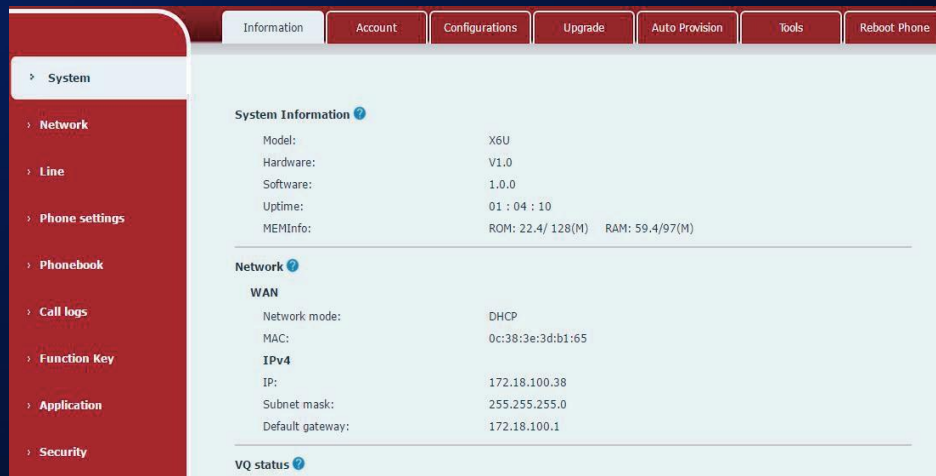 Information Account Configurations Upgrade Auto Provision Tools Reboot Phone
› System
› Network
› Line
› Phone settings
› Phonebook
› Call logs
› Function Key
› Application
› Security
System Information ?
Model: X6U
Hardware: V1.0
Software: 1.0.0
Uptime: 01 : 04 : 10
MEMInfo: ROM: 22.4/ 128(M) RAM: 59.4/97(M)
Network ?
WAN
Network mode: DHCP
MAC: 0c:38:3e:3d:b1:65
IPv4
IP: 172.18.100.38
Subnet mask: 255.255.255.0
Default gateway: 172.18.100.1
VQ status ?